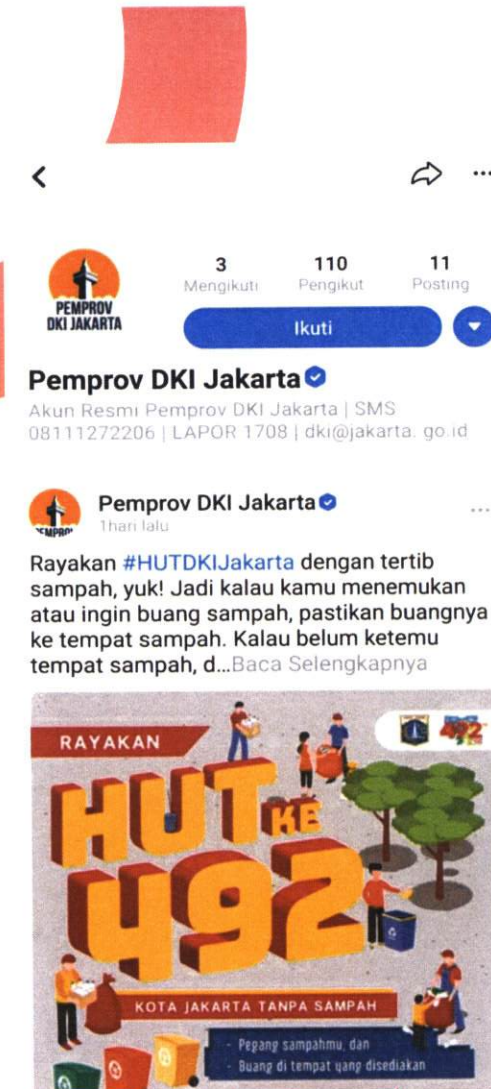 3 110 11
Mengikuti Pengikut Posting
PEMPROV
DKI JAKARTA
Ikuti
Pemprov DKI Jakarta
Akun Resmi Pemprov DKI Jakarta | SMS
08111272206 | LAPOR 1708 | dki@jakarta. go.id
Pemprov DKI Jakarta
1hari lalu
Rayakan #HUTDKIJakarta dengan tertib
sampah, yuk! Jadi kalau kamu menemukan
atau ingin buang sampah, pastikan buangnya
ke tempat sampah. Kalau belum ketemu
tempat sampah, d...Baca Selengkapnya
RAYAKAN
492
HUT KE
492
KOTA JAKARTA TANPA SAMPAH
- Pegang sampahmu, dan
- Buang di tempat yang disediakan